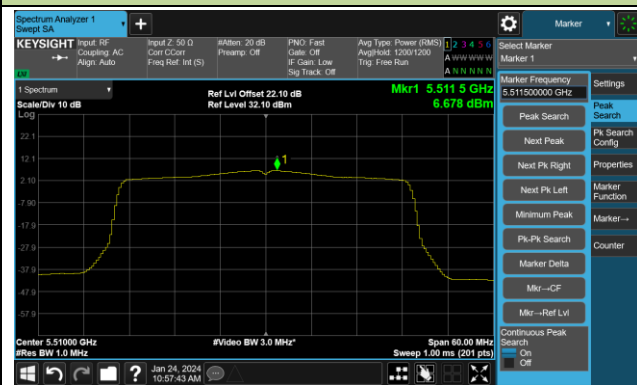 Spectrum Analyzer 1
Swept SA
+
Marker
KEYSIGHT
Input: RF
Coupling: AC
Align: Auto
Input Z: 50 Ω
Corr CCorr
Freq Ref: Int (S)
#Atten: 20 dB
Preamp: Off
PNO: Fast
Gate: Off
IF Gain: Low
Sig Track: Off
Avg Type: Power (RMS)
Avg|Hold: 1200/1200
Trig: Free Run
1 2 3 4 5 6
A W W W W W
A N N N N N
LXI
Select Marker
Marker 1
1 Spectrum
Scale/Div 10 dB
Log
Ref Lvl Offset 22.10 dB
Ref Level 32.10 dBm
Mkr1 5.511 5 GHz
6.678 dBm
22.1
12.1
2.10
-7.90
-17.9
-27.9
-37.9
-47.9
-57.9
1
Center 5.51000 GHz
#Res BW 1.0 MHz
#Video BW 3.0 MHz*
Span 60.00 MHz
Sweep 1.00 ms (201 pts)
Marker Frequency
5.511500000 GHz
Peak Search
Next Peak
Next Pk Right
Next Pk Left
Minimum Peak
Pk-Pk Search
Marker Delta
Mkr→CF
Mkr→Ref Lvl
Continuous Peak
Search
On
Off
Settings
Peak
Search
Pk Search
Config
Properties
Marker
Function
Marker→
Counter
?
Jan 24, 2024
10:57:43 AM